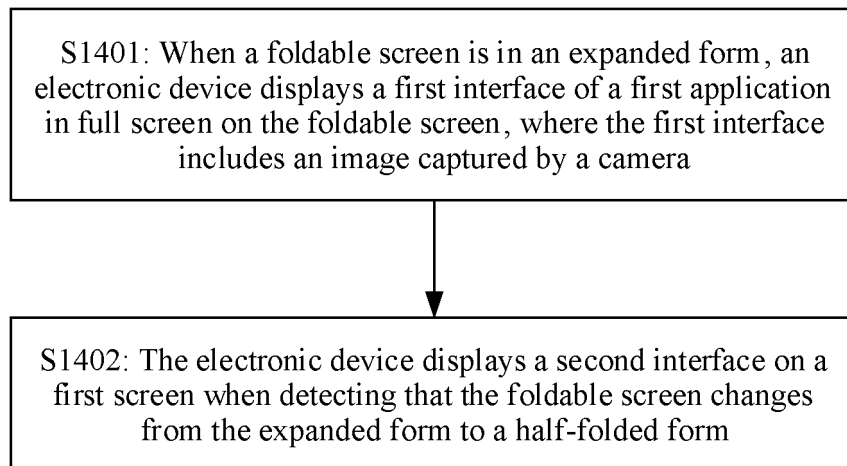 S1401: When a foldable screen is in an expanded form, an
electronic device displays a first interface of a first application
in full screen on the foldable screen, where the first interface
includes an image captured by a camera
S1402: The electronic device displays a second interface on a
first screen when detecting that the foldable screen changes
from the expanded form to a half-folded form